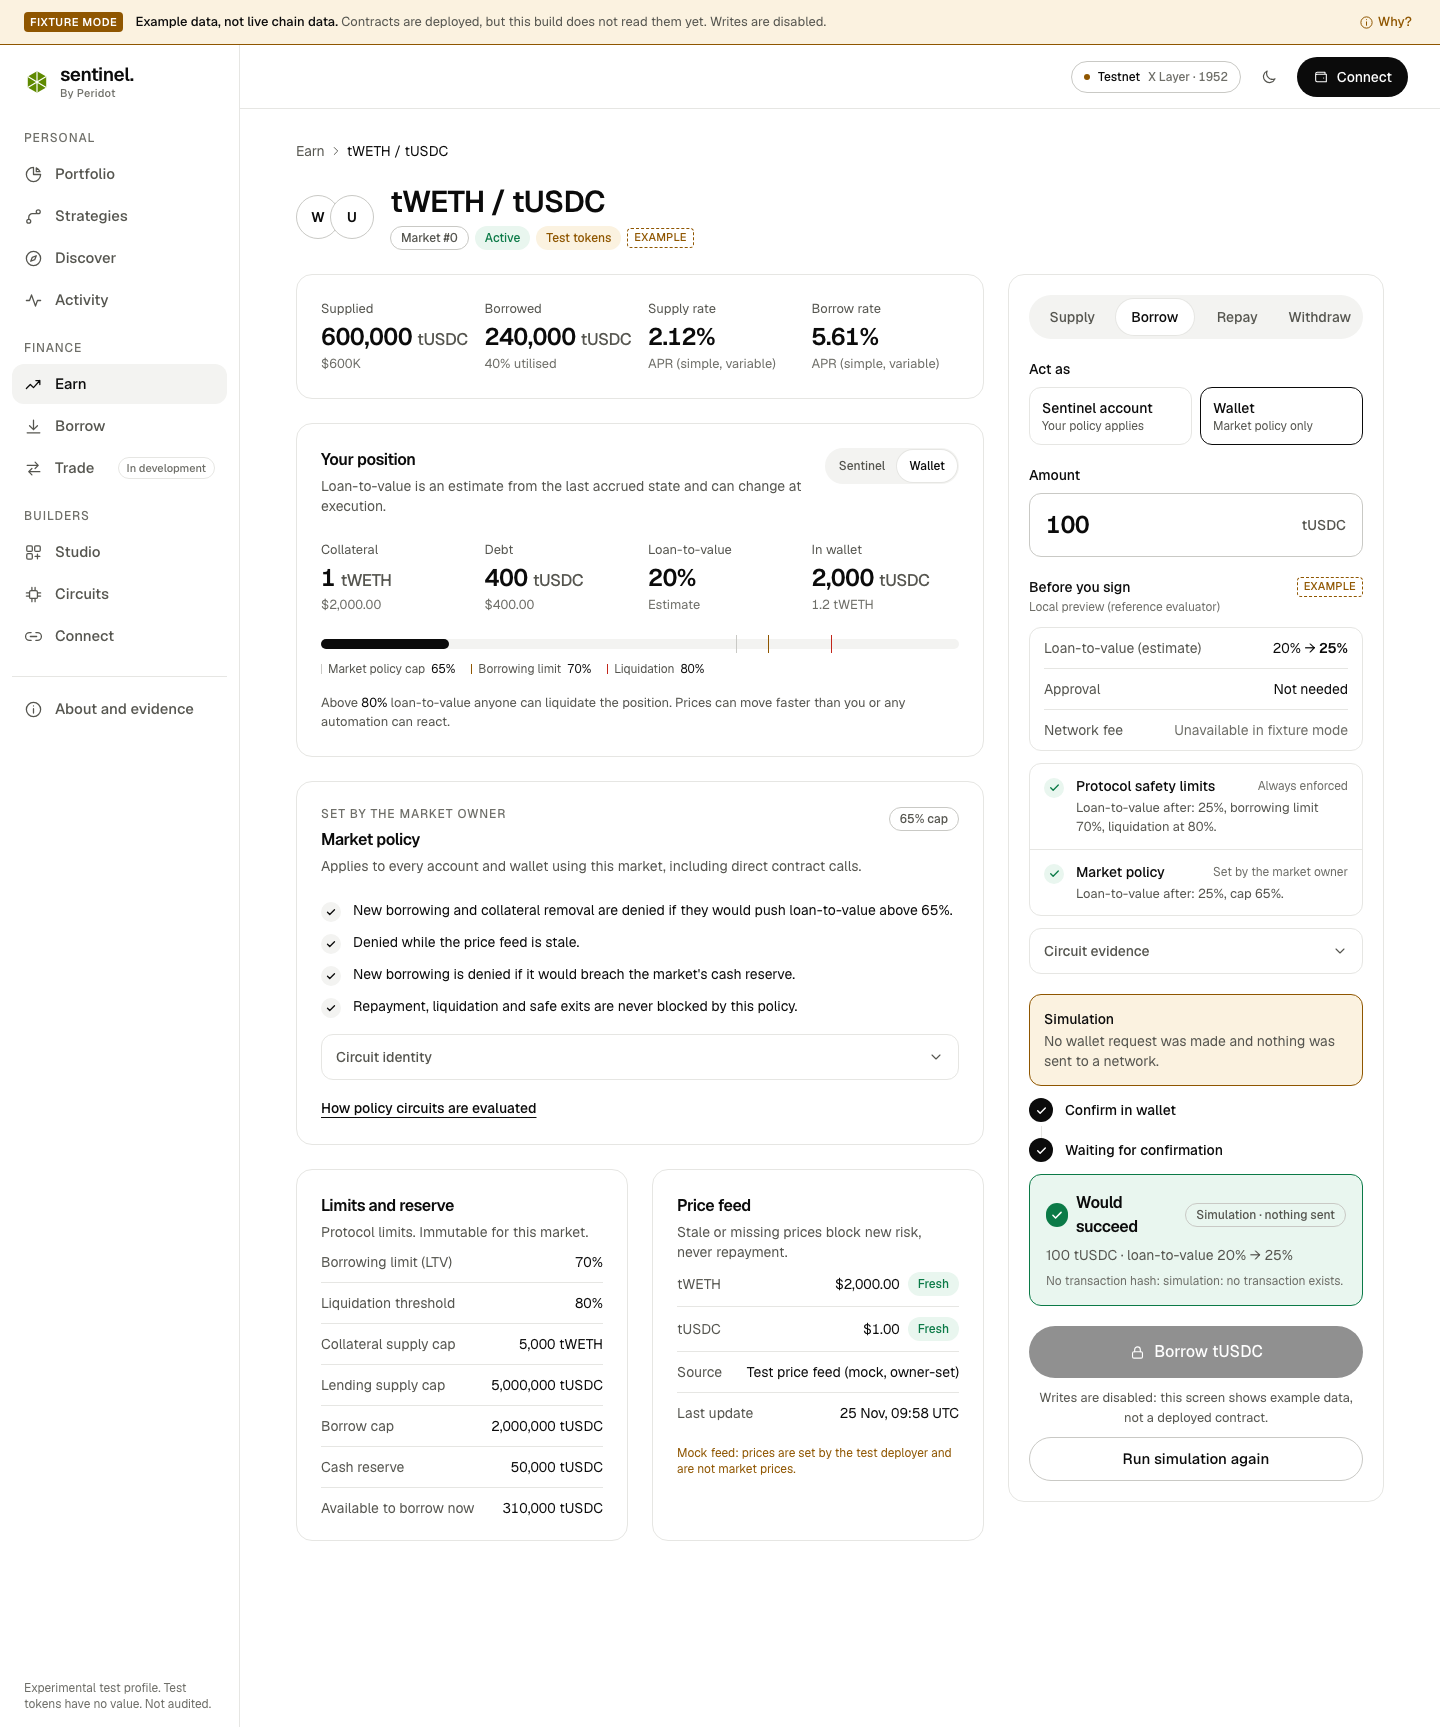 FIXTURE MODE Example data, not live chain data. Contracts are deployed, but this build does not read them yet. Writes are disabled. Why?
sentinel.
By Peridot
Testnet X Layer · 1952
Connect
PERSONAL
Portfolio
Strategies
Discover
Activity
FINANCE
Earn
Borrow
Trade In development
BUILDERS
Studio
Circuits
Connect
About and evidence
Experimental test profile. Test
tokens have no value. Not audited.
Earn > tWETH / tUSDC
W U
tWETH / tUSDC
Market #0 Active Test tokens EXAMPLE
Supplied
600,000 tUSDC
$600K
Borrowed
240,000 tUSDC
40% utilised
Supply rate
2.12%
APR (simple, variable)
Borrow rate
5.61%
APR (simple, variable)
Your position
Sentinel Wallet
Loan-to-value is an estimate from the last accrued state and can change at
execution.
Collateral
1 tWETH
$2,000.00
Debt
400 tUSDC
$400.00
Loan-to-value
20%
Estimate
In wallet
2,000 tUSDC
1.2 tWETH
Market policy cap 65% Borrowing limit 70% Liquidation 80%
Above 80% loan-to-value anyone can liquidate the position. Prices can move faster than you or any
automation can react.
SET BY THE MARKET OWNER
Market policy
65% cap
Applies to every account and wallet using this market, including direct contract calls.
New borrowing and collateral removal are denied if they would push loan-to-value above 65%.
Denied while the price feed is stale.
New borrowing is denied if it would breach the market's cash reserve.
Repayment, liquidation and safe exits are never blocked by this policy.
Circuit identity
How policy circuits are evaluated
Limits and reserve
Protocol limits. Immutable for this market.
Borrowing limit (LTV) 70%
Liquidation threshold 80%
Collateral supply cap 5,000 tWETH
Lending supply cap 5,000,000 tUSDC
Borrow cap 2,000,000 tUSDC
Cash reserve 50,000 tUSDC
Available to borrow now 310,000 tUSDC
Price feed
Stale or missing prices block new risk,
never repayment.
tWETH $2,000.00 Fresh
tUSDC $1.00 Fresh
Source Test price feed (mock, owner-set)
Last update 25 Nov, 09:58 UTC
Mock feed: prices are set by the test deployer and
are not market prices.
Supply Borrow Repay Withdraw
Act as
Sentinel account
Your policy applies
Wallet
Market policy only
Amount
100 tUSDC
Before you sign EXAMPLE
Local preview (reference evaluator)
Loan-to-value (estimate) 20% → 25%
Approval Not needed
Network fee Unavailable in fixture mode
Protocol safety limits Always enforced
Loan-to-value after: 25%, borrowing limit
70%, liquidation at 80%.
Market policy Set by the market owner
Loan-to-value after: 25%, cap 65%.
Circuit evidence
Simulation
No wallet request was made and nothing was
sent to a network.
Confirm in wallet
Waiting for confirmation
Would
succeed
Simulation · nothing sent
100 tUSDC · loan-to-value 20% → 25%
No transaction hash: simulation: no transaction exists.
Borrow tUSDC
Writes are disabled: this screen shows example data,
not a deployed contract.
Run simulation again